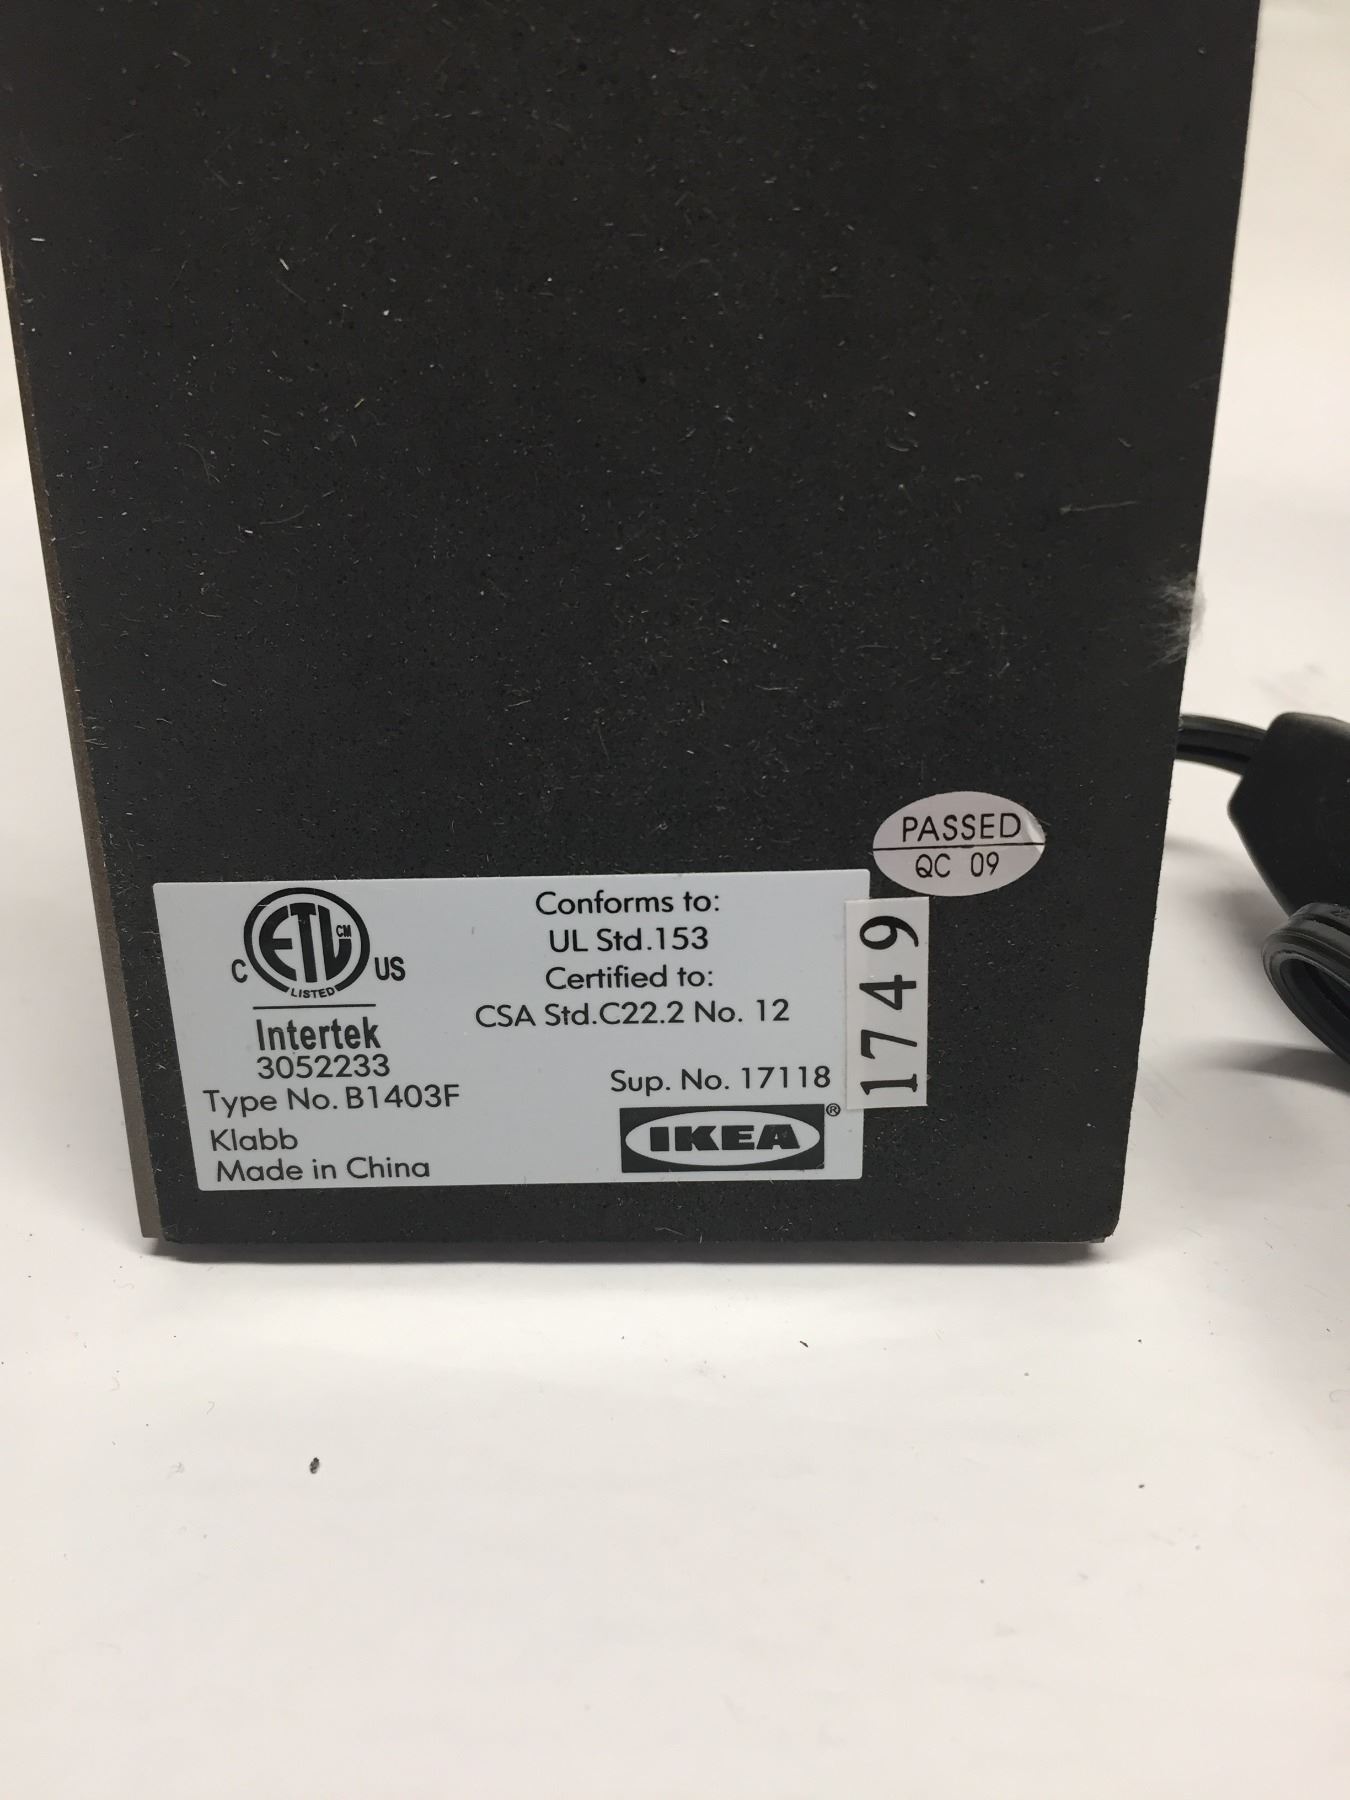 PASSED
QC 09
ETL CM
C US
LISTED
Intertek
3052233
Type No. B1403F
Klabb
Made in China
Conforms to:
UL Std.153
Certified to:
CSA Std.C22.2 No. 12
Sup. No. 17118
IKEA®
1749